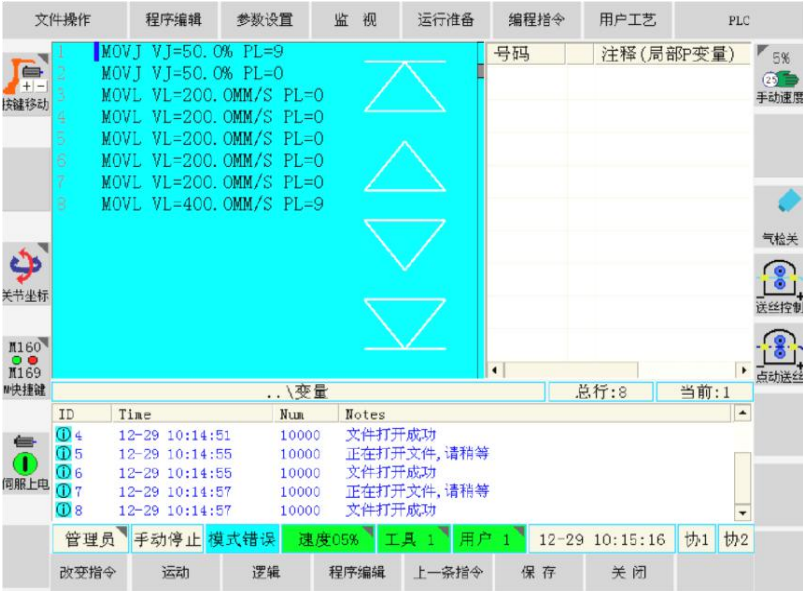 文件操作 程序编辑 参数设置 监 视 运行准备 编程指令 用户工艺 PLC
1 MOVJ VJ=50.0% PL=9
2 MOVJ VJ=50.0% PL=0
3 MOVL VL=200.0MM/S PL=0
4 MOVL VL=200.0MM/S PL=0
5 MOVL VL=200.0MM/S PL=0
6 MOVL VL=200.0MM/S PL=0
7 MOVL VL=200.0MM/S PL=0
8 MOVL VL=400.0MM/S PL=9
号码 注释(局部P变量)
按键移动
关节坐标
M160
M169
M快捷键
伺服上电
5%
25
手动速度
气检关
送丝控制
点动送丝
..\变量 总行:8 当前:1
ID Time Num Notes
4 12-29 10:14:51 10000 文件打开成功
5 12-29 10:14:55 10000 正在打开文件,请稍等
6 12-29 10:14:55 10000 文件打开成功
7 12-29 10:14:57 10000 正在打开文件,请稍等
8 12-29 10:14:57 10000 文件打开成功
管理员 手动停止 模式错误 速度05% 工具 1 用户 1 12-29 10:15:16 协1 协2
改变指令 运动 逻辑 程序编辑 上一条指令 保 存 关 闭